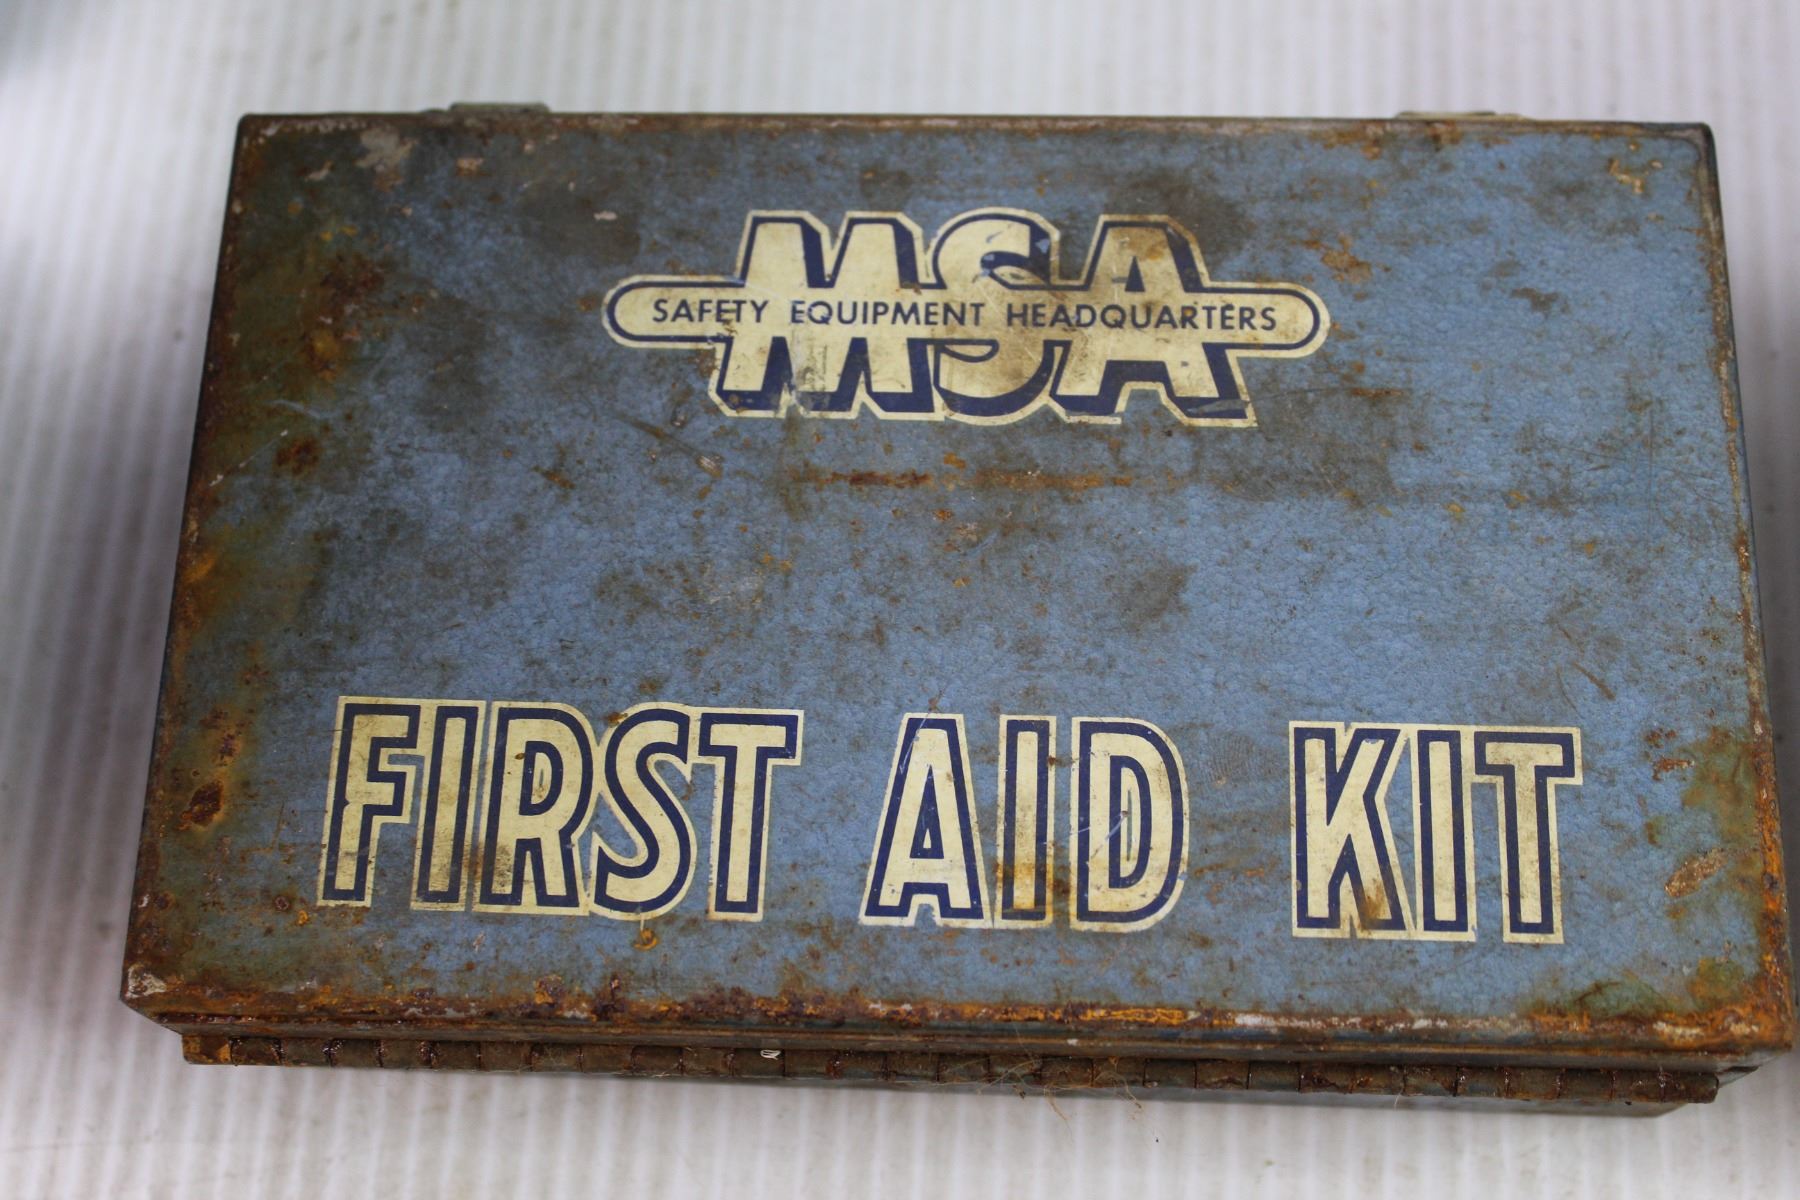 MSA
SAFETY EQUIPMENT HEADQUARTERS
FIRST AID KIT